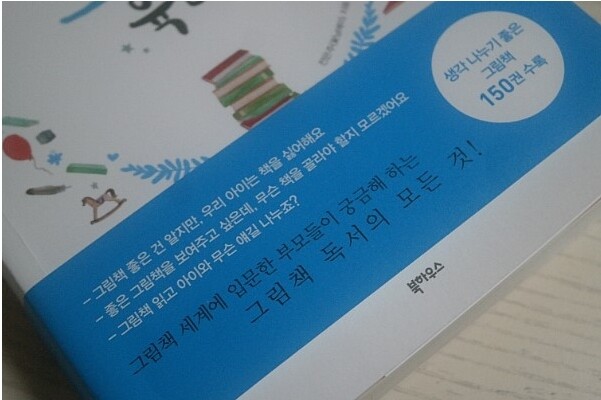 생각 나누기 좋은
그림책
150권 수록
– 그림책 좋은 건 알지만, 우리 아이는 책을 싫어해요
– 좋은 그림책을 보여주고 싶은데, 무슨 책을 골라야 할지 모르겠어요
– 그림책 읽고 아이와 무슨 얘길 나누죠?
그림책 세계에 입문한 부모들이 궁금해 하는
그림책 독서의 모든 것!
북하우스